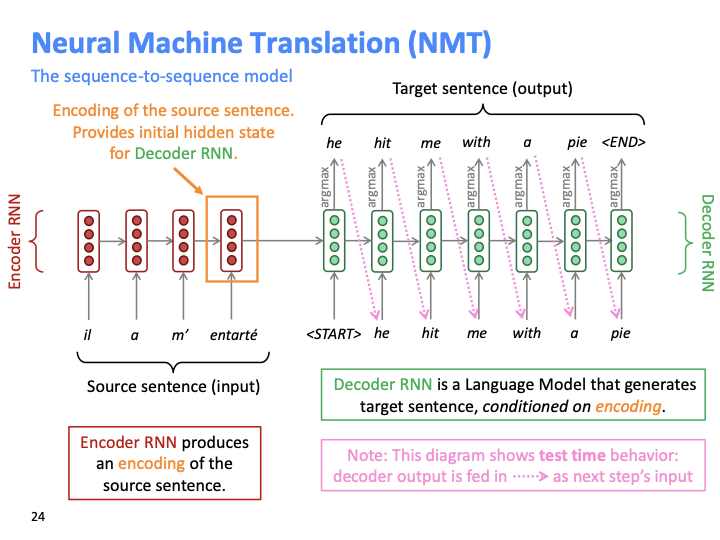 Neural Machine Translation (NMT)
The sequence-to-sequence model
Encoding of the source sentence.
Provides initial hidden state
for Decoder RNN.
Target sentence (output)
he hit me with a pie <END>
argmax argmax argmax argmax argmax argmax argmax
Encoder RNN
Decoder RNN
il a m’ entarté
<START> he hit me with a pie
Source sentence (input)
Decoder RNN is a Language Model that generates
target sentence, conditioned on encoding.
Encoder RNN produces
an encoding of the
source sentence.
Note: This diagram shows test time behavior:
decoder output is fed in as next step’s input
24